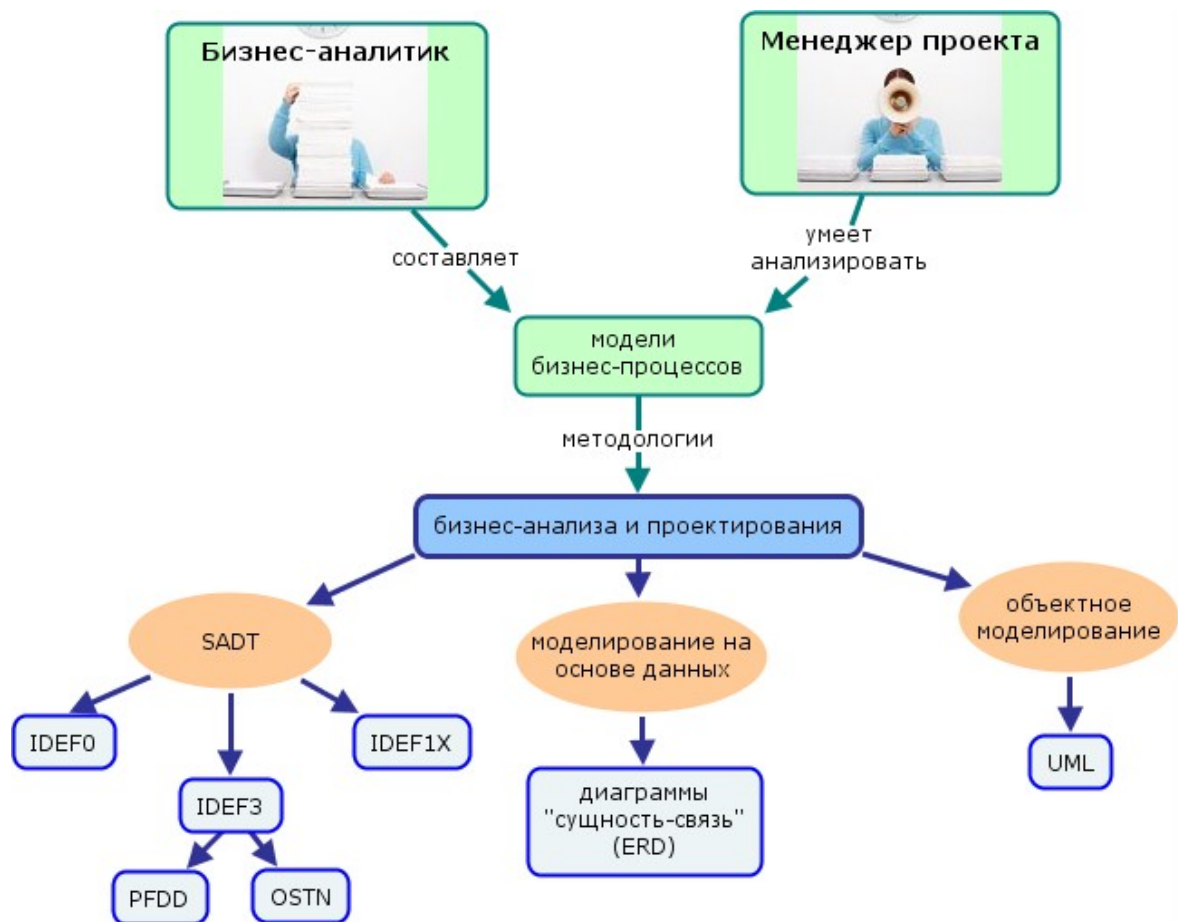 Бизнес-аналитик
Менеджер проекта
составляет
умеет
анализировать
модели
бизнес-процессов
методологии
бизнес-анализа и проектирования
SADT
моделирование на
основе данных
объектное
моделирование
IDEF0
IDEF1X
UML
IDEF3
диаграммы
"сущность-связь"
(ERD)
PFDD
OSTN